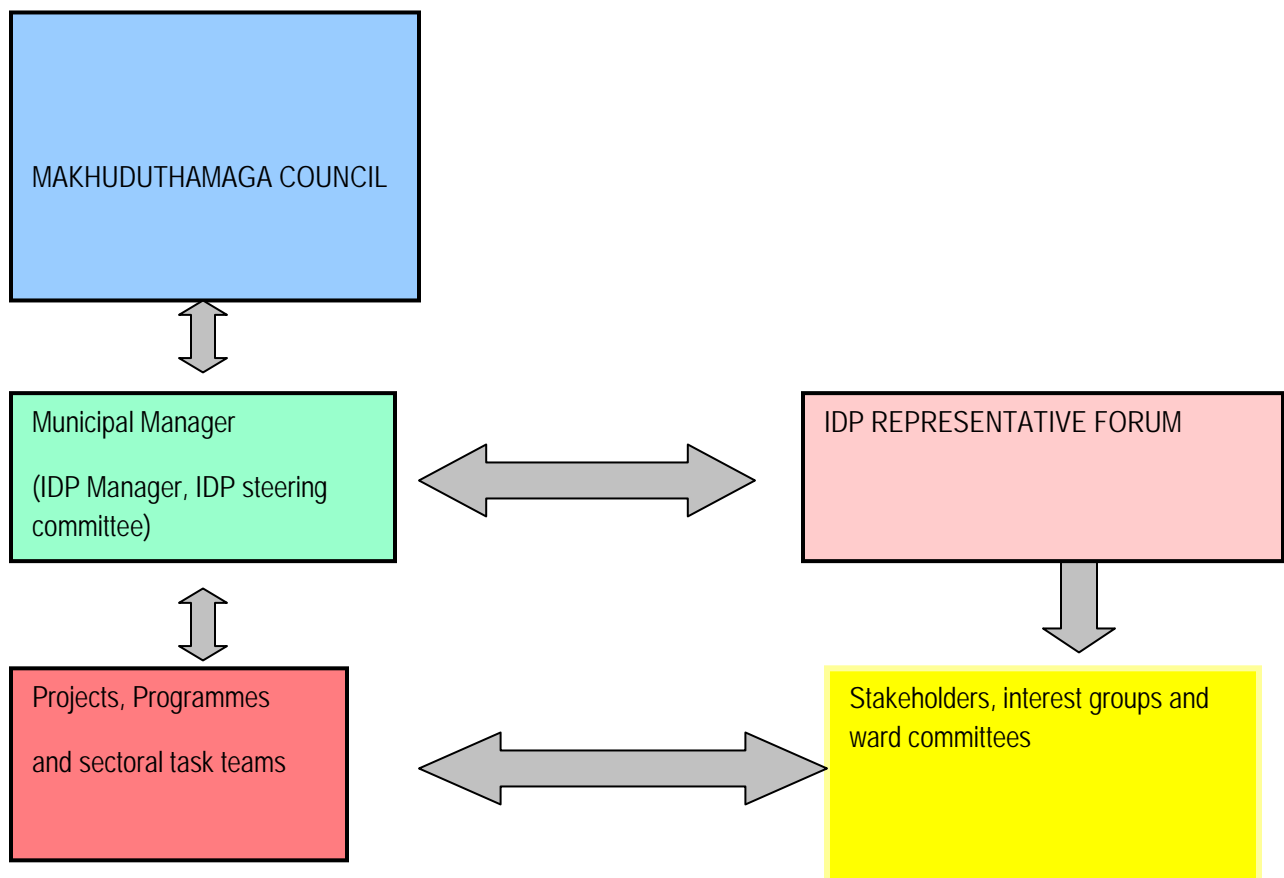 MAKHUDUTHAMAGA COUNCIL
Municipal Manager
(IDP Manager, IDP steering
committee)
IDP REPRESENTATIVE FORUM
Projects, Programmes
and sectoral task teams
Stakeholders, interest groups and
ward committees